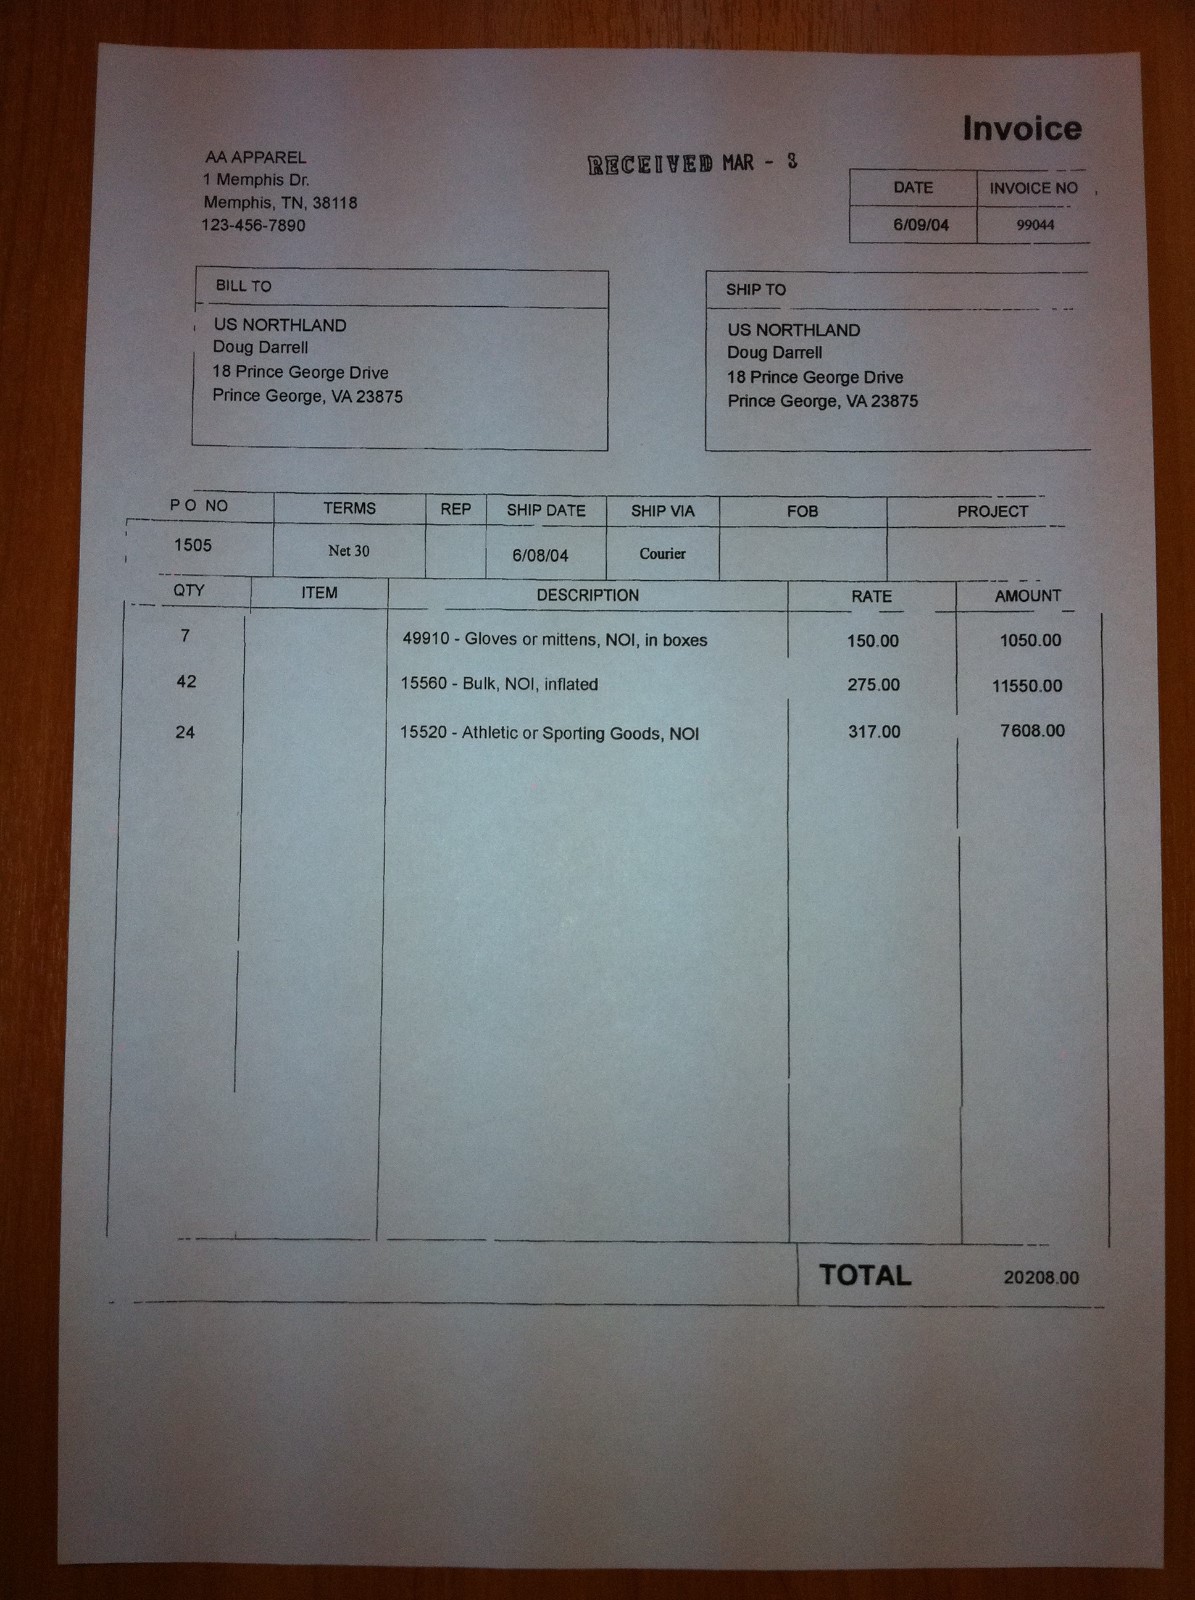 Invoice
AA APPAREL
1 Memphis Dr.
Memphis, TN, 38118
123-456-7890
RECEIVED MAR - 3
DATE INVOICE NO
6/09/04 99044
BILL TO
US NORTHLAND
Doug Darrell
18 Prince George Drive
Prince George, VA 23875
SHIP TO
US NORTHLAND
Doug Darrell
18 Prince George Drive
Prince George, VA 23875
P O NO TERMS REP SHIP DATE SHIP VIA FOB PROJECT
1505 Net 30 6/08/04 Courier
QTY ITEM DESCRIPTION RATE AMOUNT
7 49910 - Gloves or mittens, NOI, in boxes 150.00 1050.00
42 15560 - Bulk, NOI, inflated 275.00 11550.00
24 15520 - Athletic or Sporting Goods, NOI 317.00 7608.00
TOTAL 20208.00